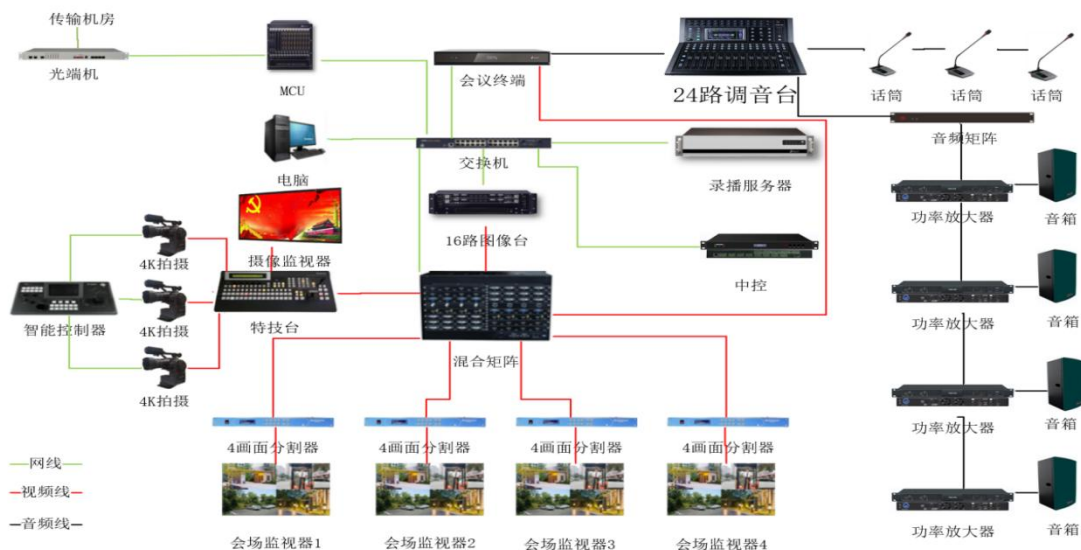 传输机房
光端机
MCU
会议终端
24路调音台
话筒
话筒
话筒
音频矩阵
电脑
交换机
录播服务器
功率放大器
音箱
4K拍摄
摄像监视器
16路图像台
中控
智能控制器
4K拍摄
特技台
功率放大器
音箱
4K拍摄
混合矩阵
功率放大器
音箱
4画面分割器
4画面分割器
4画面分割器
4画面分割器
网线
视频线
音频线
会场监视器1
会场监视器2
会场监视器3
会场监视器4
功率放大器
音箱